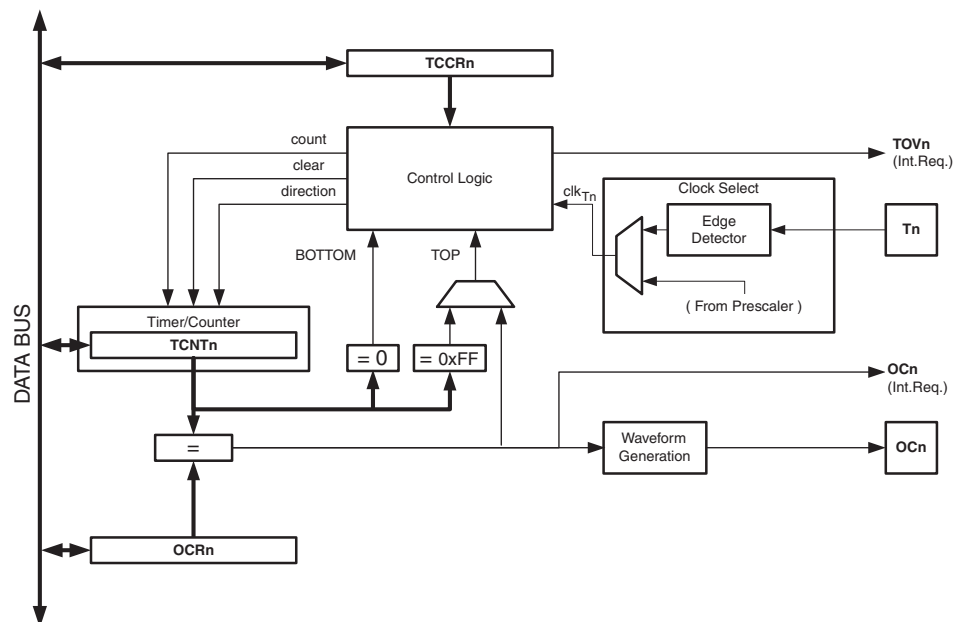 TCCRn
count
clear
direction
Control Logic
TOVn
(Int.Req.)
clkTn
Clock Select
Edge
Detector
Tn
( From Prescaler )
BOTTOM
TOP
Timer/Counter
TCNTn
= 0
= 0xFF
DATA BUS
OCn
(Int.Req.)
=
Waveform
Generation
OCn
OCRn